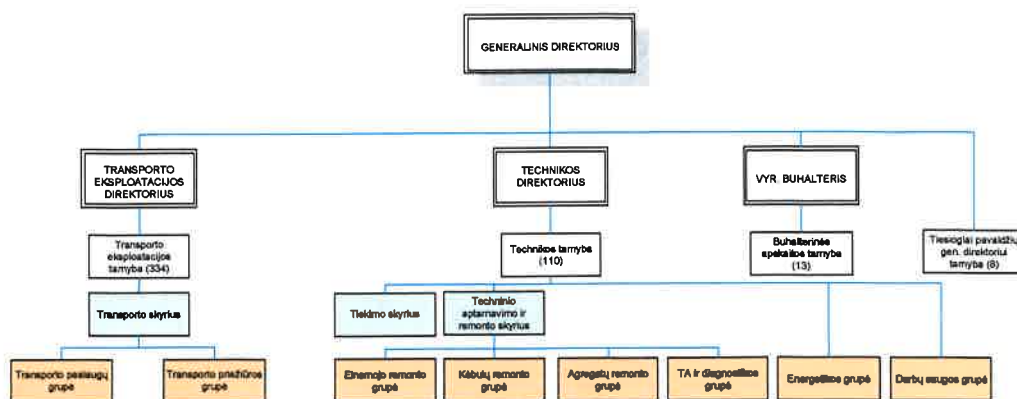 GENERALINIS DIREKTORIUS
TRANSPORTO
EKSPLOATACIJOS
DIREKTORIUS
TECHNIKOS
DIREKTORIUS
VYR. BUHALTERIS
Transporto
eksploatacijos
tarnyba (334)
Technikos tarnyba
(110)
Buhalterinės
apskaitos tarnyba
(13)
Tiesiogiai pavaldžių
gen. direktoriui
tarnyba (8)
Transporto skyrius
Tiekimo skyrius
Techninio
aptarnavimo ir
remonto skyrius
Transporto paslaugų
grupė
Transporto priežiūros
grupė
Einamojo remonto
grupė
Kėbulų remonto
grupė
Agregatų remonto
grupė
TA ir diagnostikos
grupė
Energetikos grupė
Darbų saugos grupė